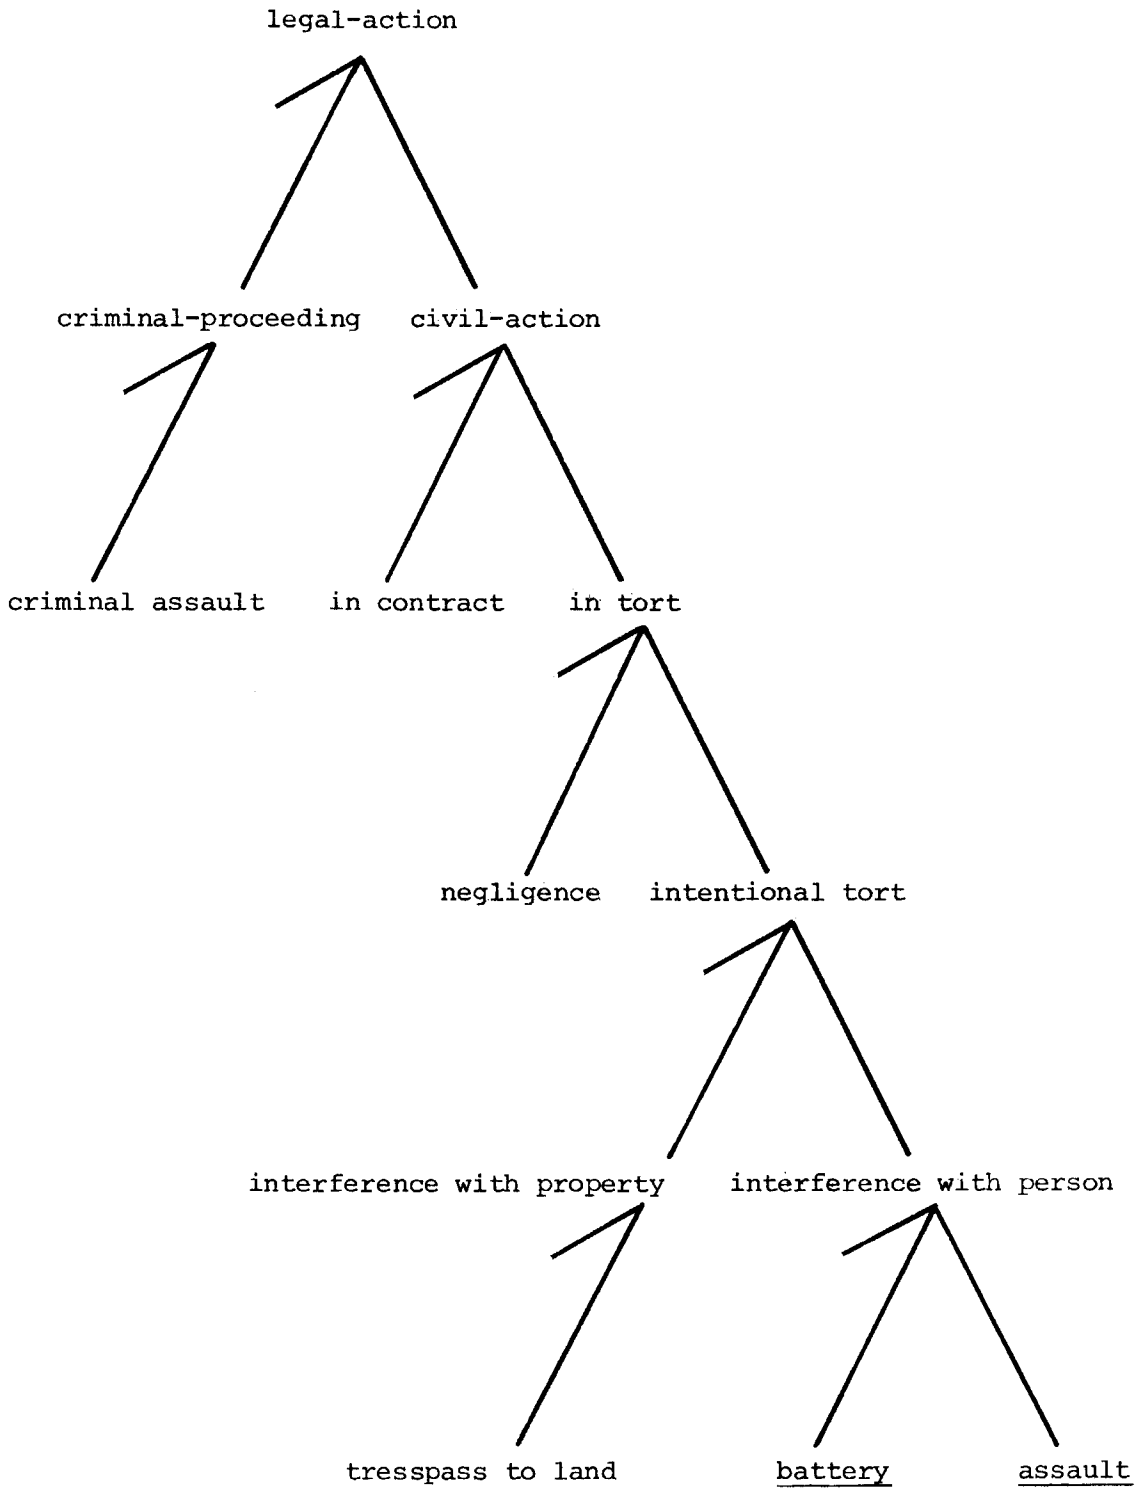 legal-action
criminal-proceeding civil-action
criminal assault in contract in tort
negligence intentional tort
interference with property interference with person
tresspass to land battery assault